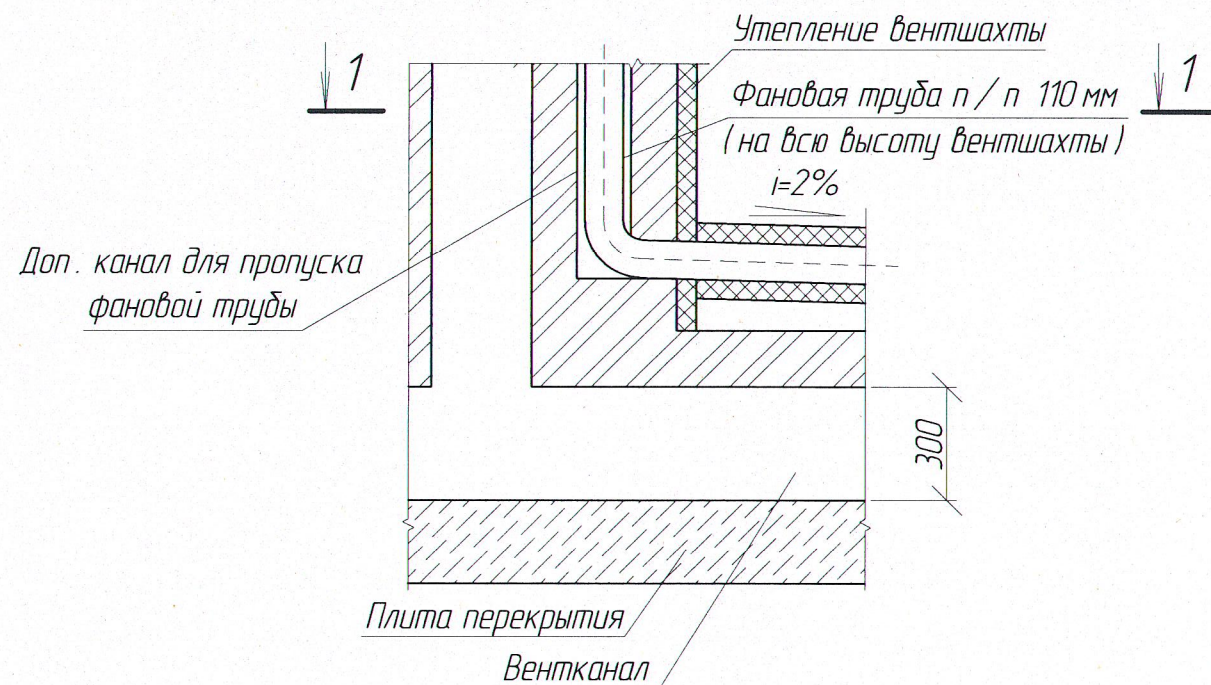 Утепление вентшахты
1
1
Фановая труба п / п 110 мм
(на всю высоту вентшахты)
i=2%
Доп. канал для пропуска
фановой трубы
300
Плита перекрытия
Вентканал